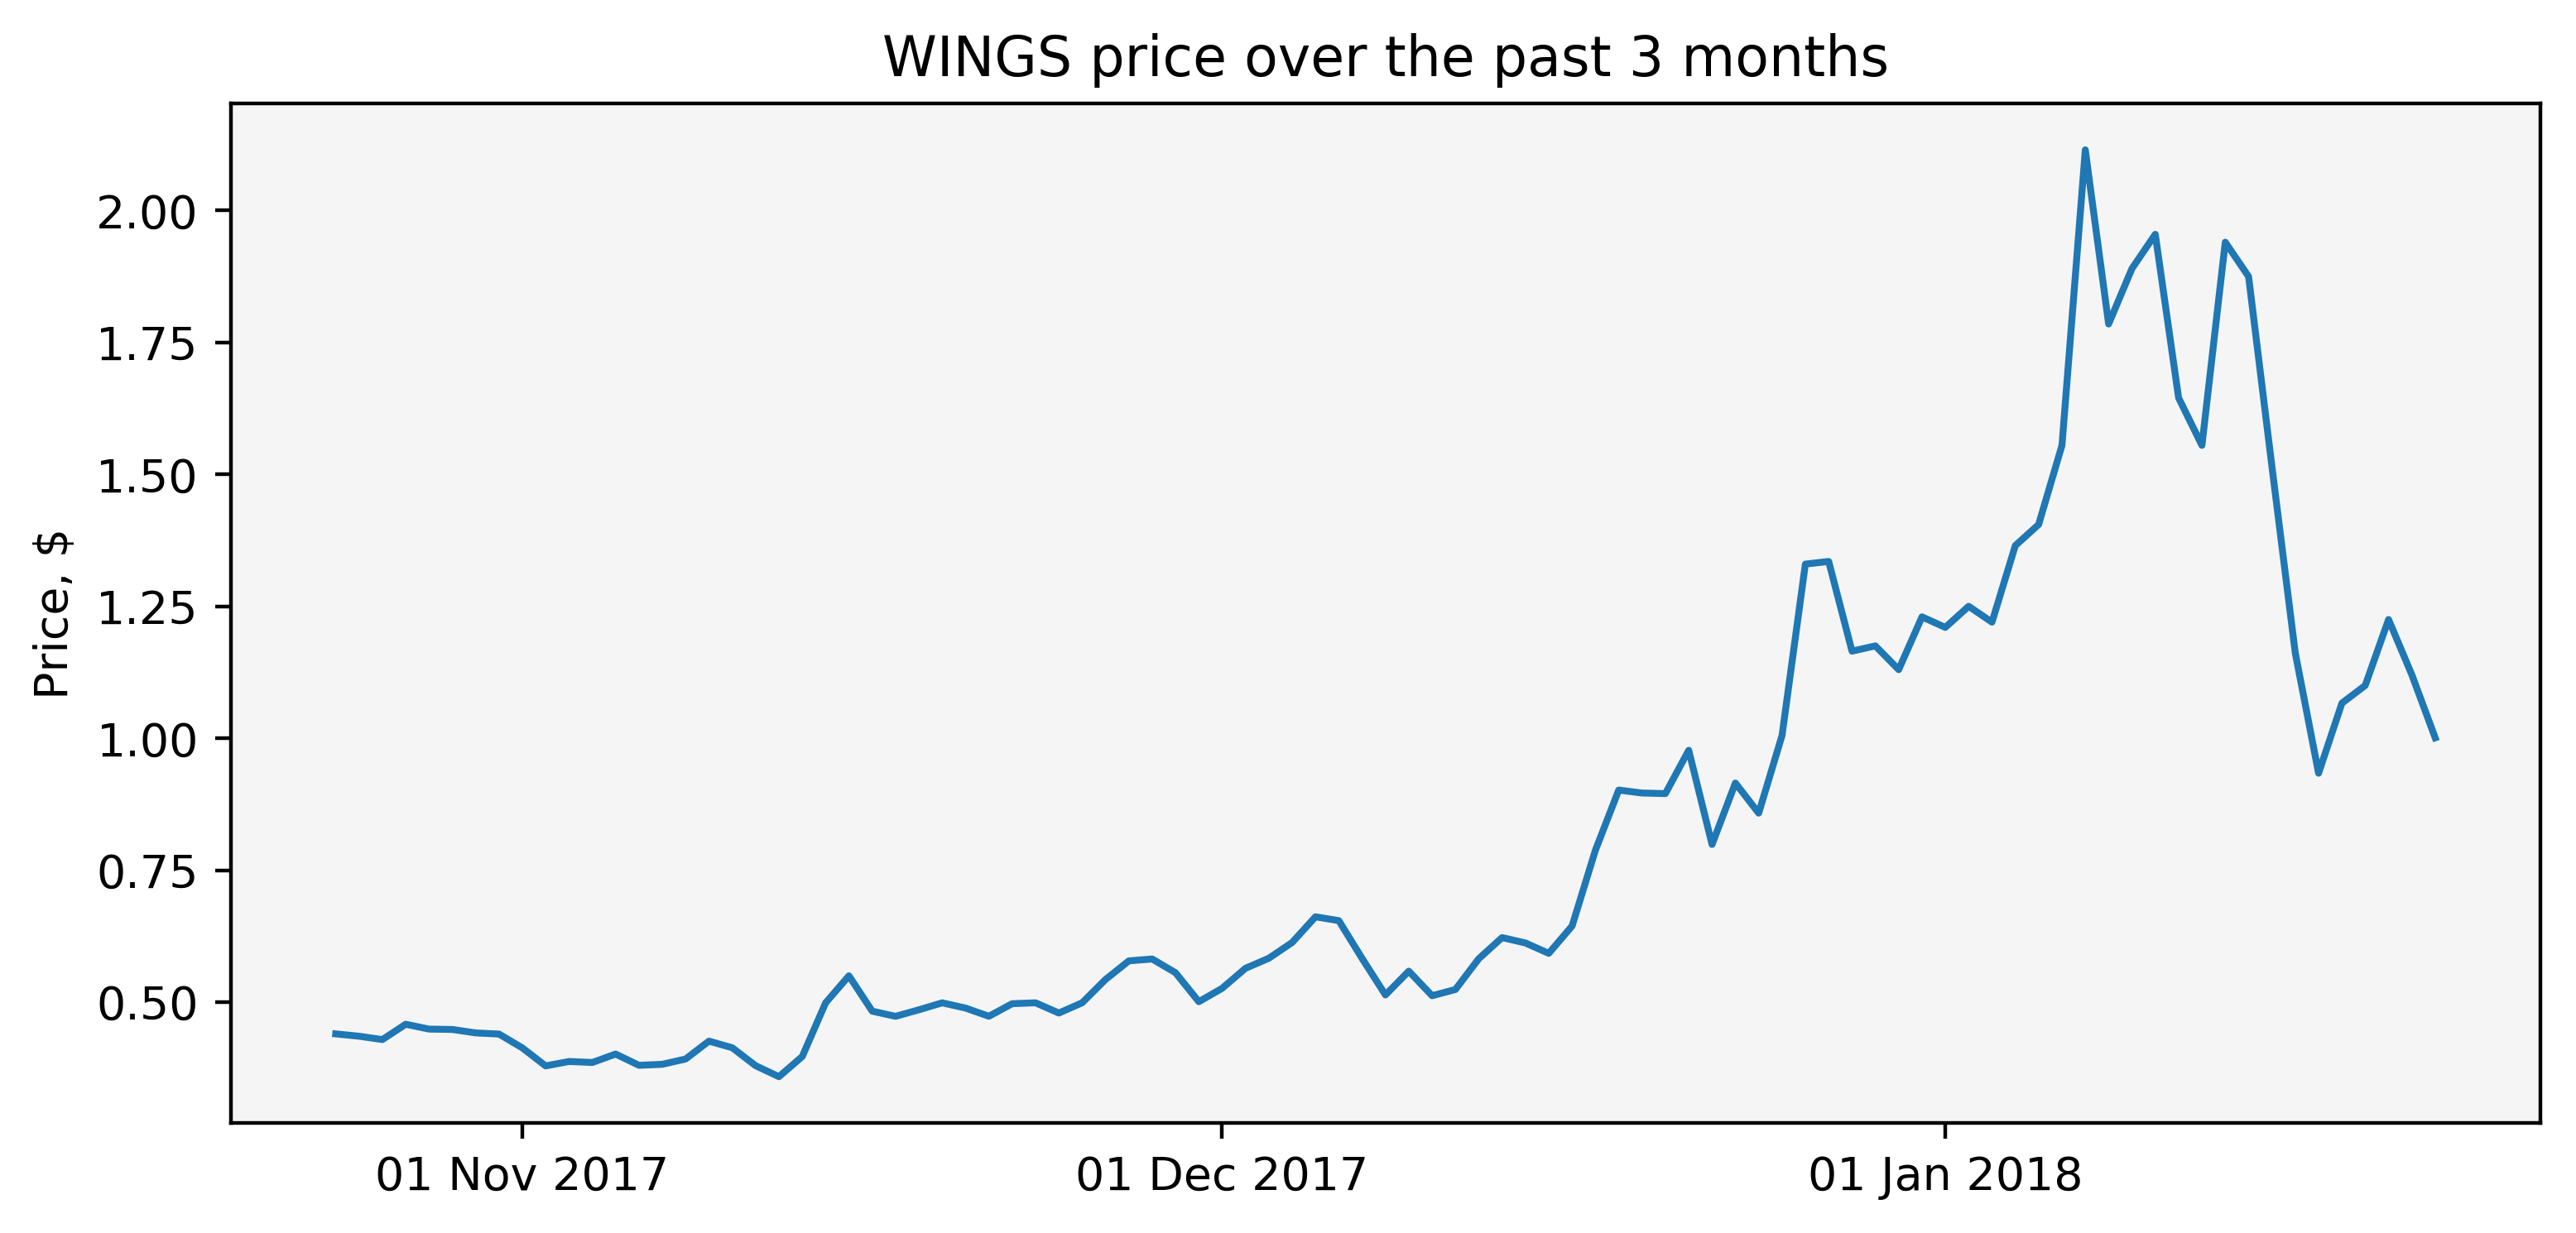 WINGS price over the past 3 months
Price, $
2.00
1.75
1.50
1.25
1.00
0.75
0.50
01 Nov 2017
01 Dec 2017
01 Jan 2018